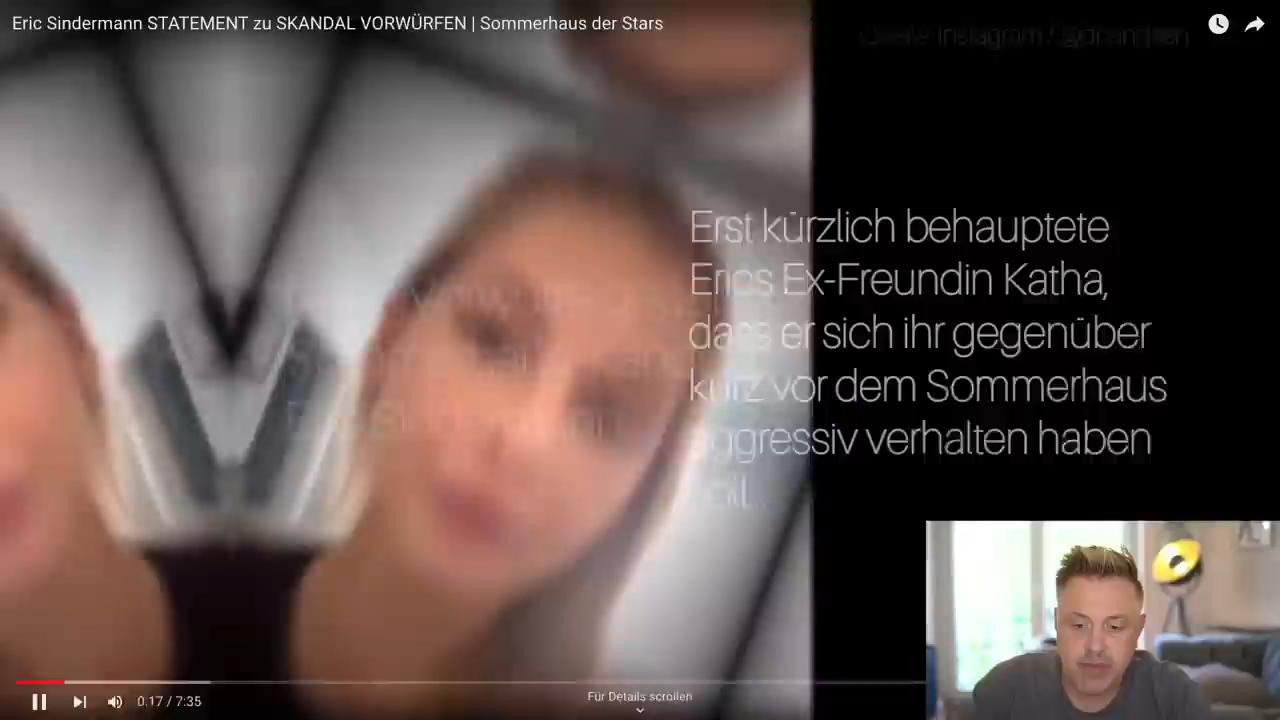 Eric Sindermann STATEMENT zu SKANDAL VORWÜRFEN | Sommerhaus der Stars
Erst kürzlich behauptete
Erics Ex-Freundin Katha,
dass er sich ihr gegenüber
kurz vor dem Sommerhaus
aggressiv verhalten haben
soll...
0:17 / 7:35
Für Details scrollen